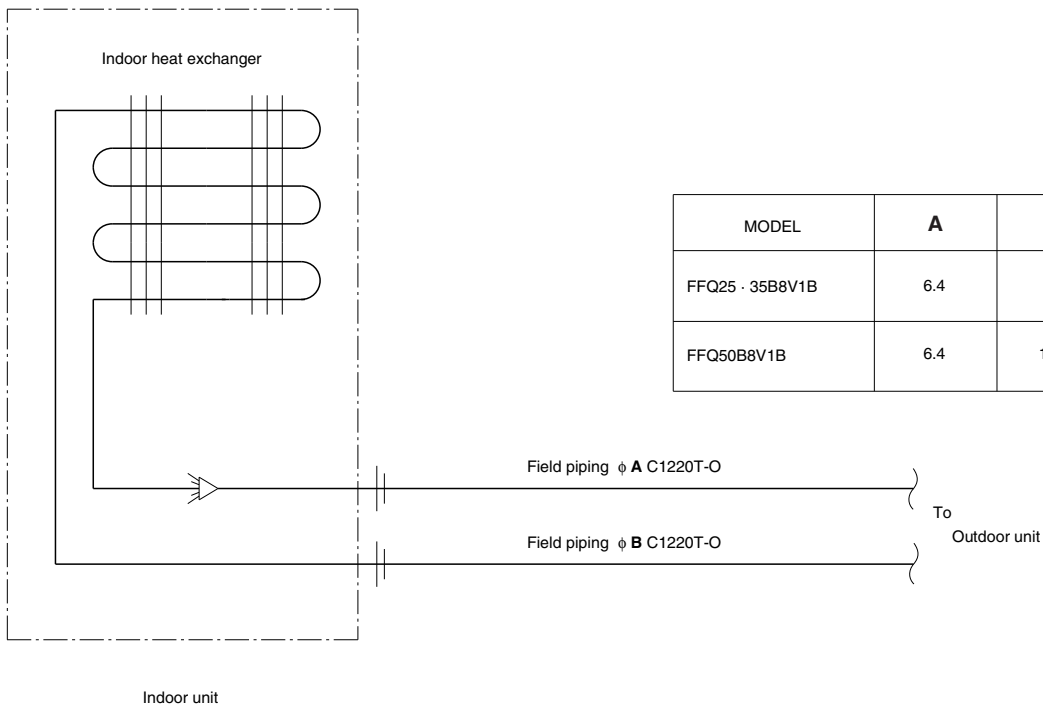 Indoor heat exchanger
MODEL A
FFQ25 · 35B8V1B 6.4
FFQ50B8V1B 6.4
Field piping ϕ A C1220T-O
To
Outdoor unit
Field piping ϕ B C1220T-O
Indoor unit